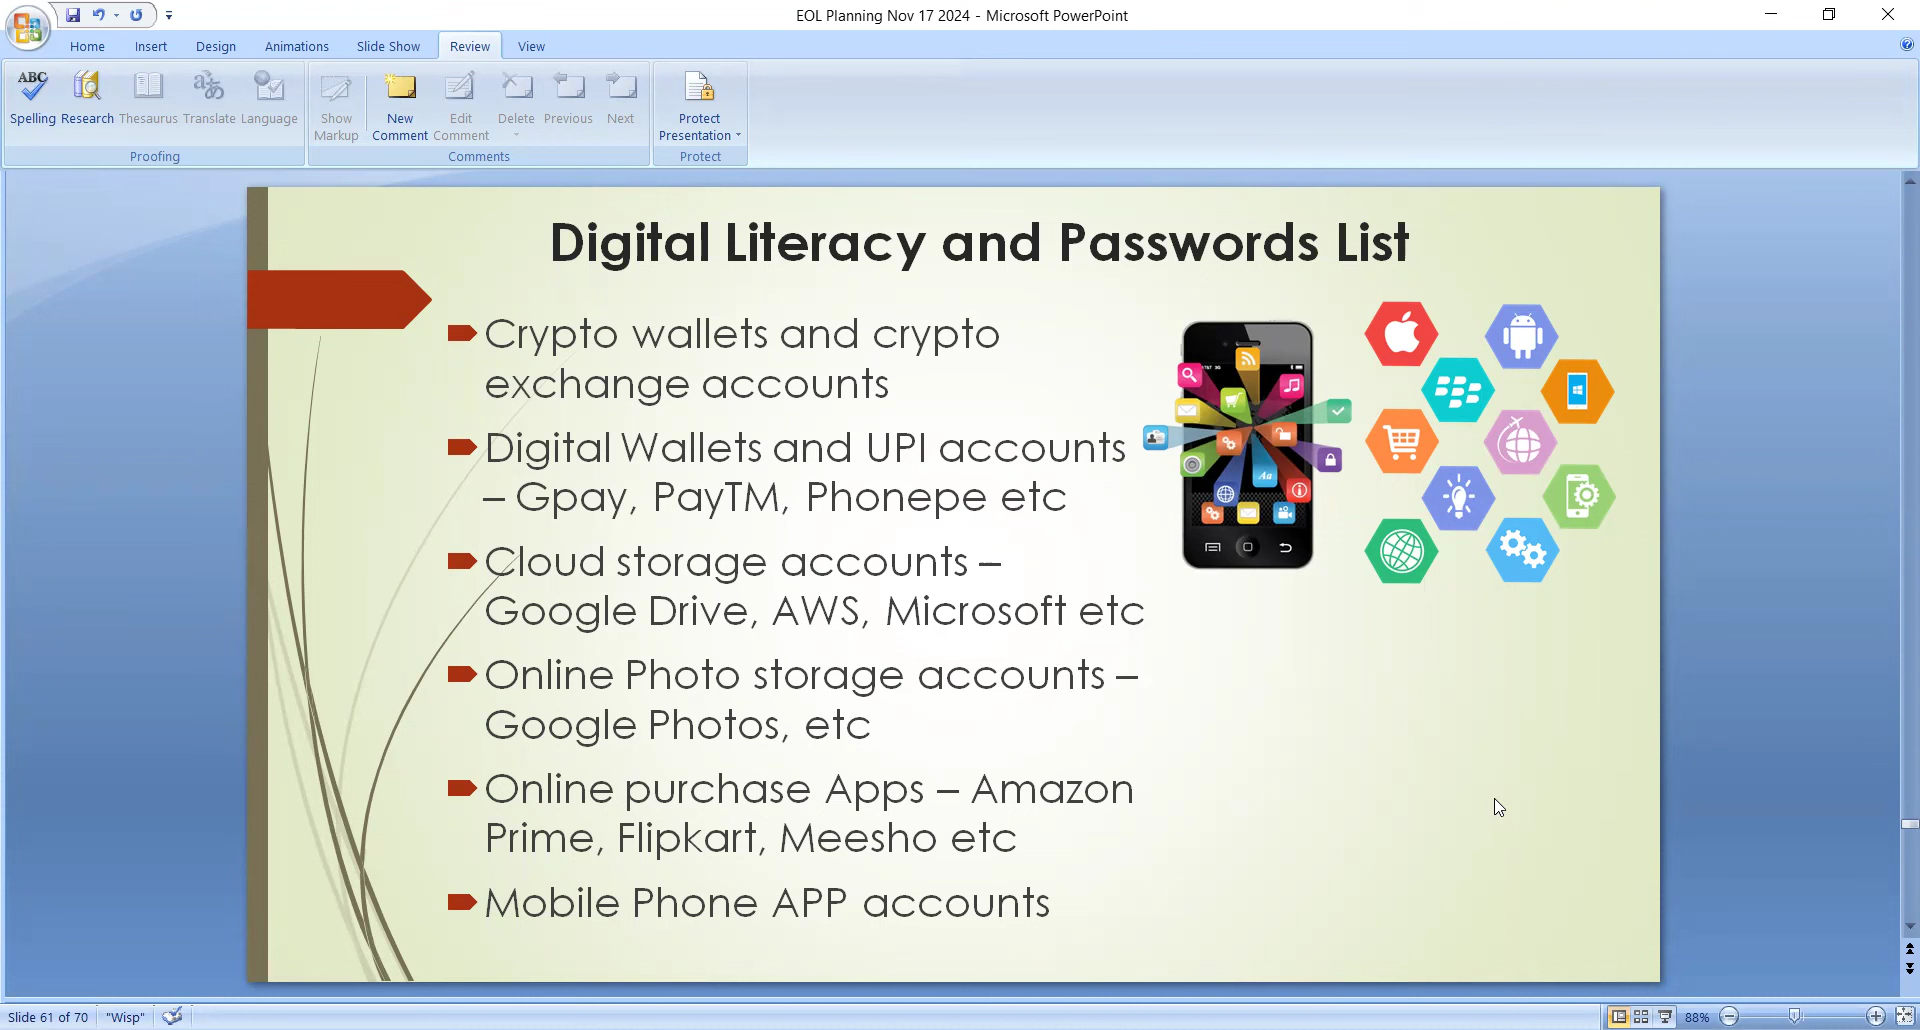 EOL Planning Nov 17 2024 - Microsoft PowerPoint
Home Insert Design Animations Slide Show Review View
ABC
Spelling Research Thesaurus Translate Language
Show Markup
New Comment
Edit Comment
Delete Previous Next
Protect Presentation
Proofing Comments Protect
Digital Literacy and Passwords List
Crypto wallets and crypto
exchange accounts
Digital Wallets and UPI accounts
– Gpay, PayTM, Phonepe etc
Cloud storage accounts –
Google Drive, AWS, Microsoft etc
Online Photo storage accounts –
Google Photos, etc
Online purchase Apps – Amazon
Prime, Flipkart, Meesho etc
Mobile Phone APP accounts
Aa
Slide 61 of 70 "Wisp" 88%